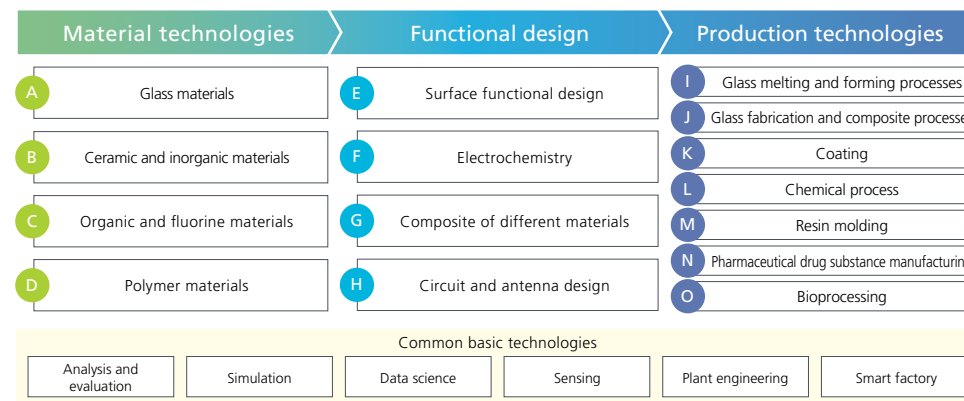 Material technologies
Functional design
Production technologies
A
Glass materials
B
Ceramic and inorganic materials
C
Organic and fluorine materials
D
Polymer materials
E
Surface functional design
F
Electrochemistry
G
Composite of different materials
H
Circuit and antenna design
I
Glass melting and forming processes
J
Glass fabrication and composite processe
K
Coating
L
Chemical process
M
Resin molding
N
Pharmaceutical drug substance manufacturin
O
Bioprocessing
Common basic technologies
Analysis and
evaluation
Simulation
Data science
Sensing
Plant engineering
Smart factory